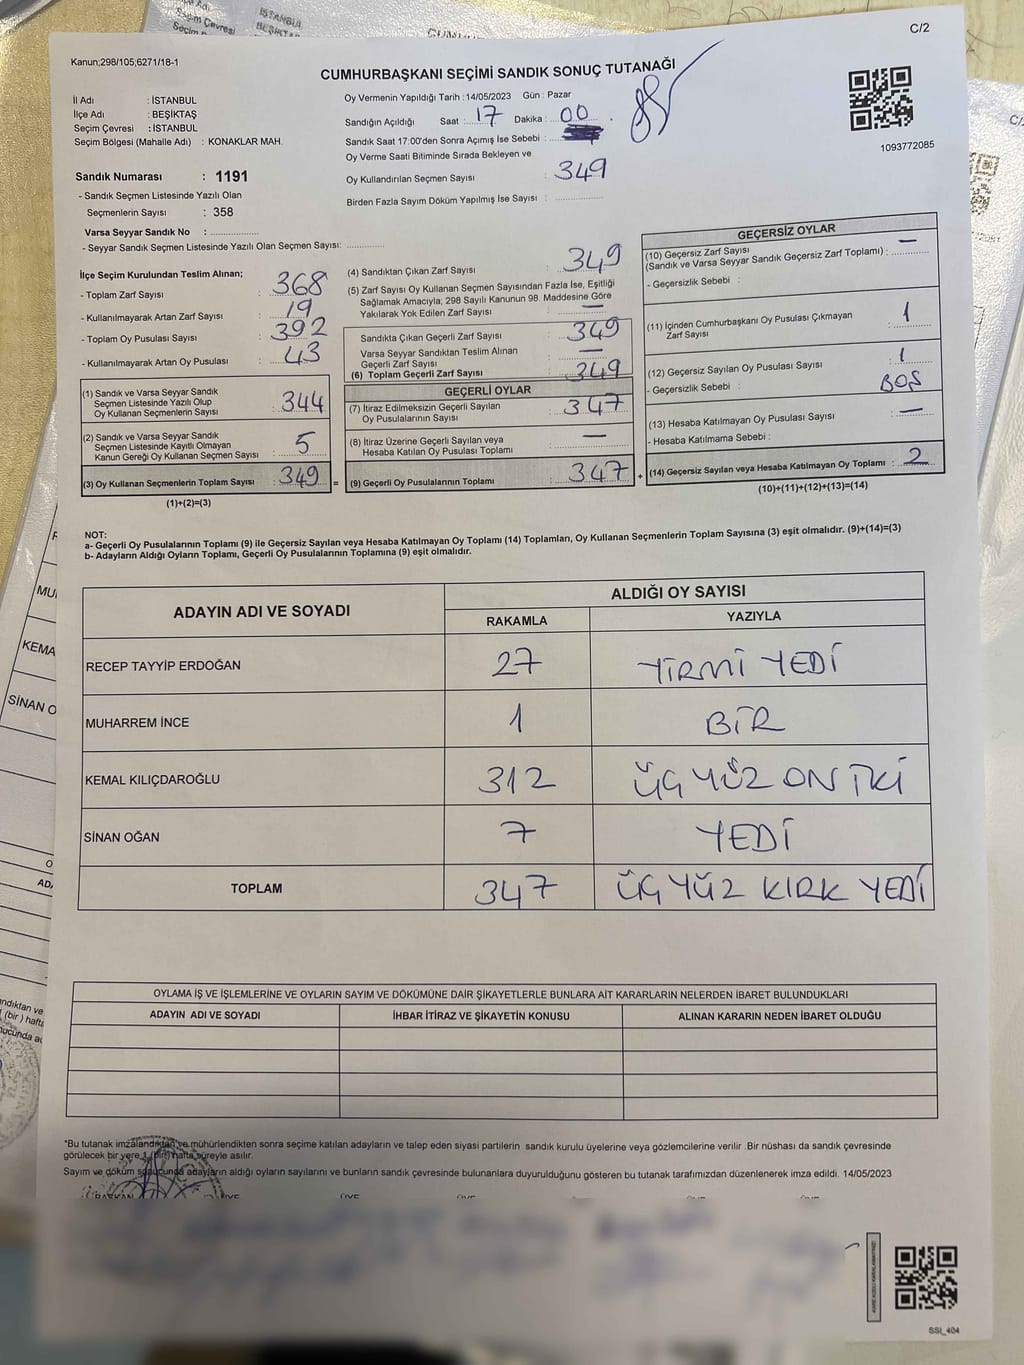 C/2
Kanun;298/105;6271/18-1
CUMHURBAŞKANI SEÇİMİ SANDIK SONUÇ TUTANAĞI
İl Adı : İSTANBUL
İlçe Adı : BEŞİKTAŞ
Seçim Çevresi : İSTANBUL
Seçim Bölgesi (Mahalle Adı) : KONAKLAR MAH.
Oy Vermenin Yapıldığı Tarih : 14/05/2023 Gün : Pazar
Sandığın Açıldığı Saat : 17 Dakika : 00
Sandık Saat 17:00'den Sonra Açımış İse Sebebi :
Oy Verme Saati Bitiminde Sırada Bekleyen ve
Oy Kullandırılan Seçmen Sayısı : 349
Birden Fazla Sayım Döküm Yapılmış İse Sayısı :
1093772085
Sandık Numarası : 1191
- Sandık Seçmen Listesinde Yazılı Olan
Seçmenlerin Sayısı : 358
Varsa Seyyar Sandık No :
- Seyyar Sandık Seçmen Listesinde Yazılı Olan Seçmen Sayısı:
İlçe Seçim Kurulundan Teslim Alınan;
- Toplam Zarf Sayısı : 368
- Kullanılmayarak Artan Zarf Sayısı : 19
- Toplam Oy Pusulası Sayısı : 392
- Kullanılmayarak Artan Oy Pusulası : 43
(1) Sandık ve Varsa Seyyar Sandık
Seçmen Listesinde Yazılı Olup
Oy Kullanan Seçmenlerin Sayısı : 344
(2) Sandık ve Varsa Seyyar Sandık
Seçmen Listesinde Kayıtlı Olmayan
Kanun Gereği Oy Kullanan Seçmen Sayısı : 5
(3) Oy Kullanan Seçmenlerin Toplam Sayısı : 349 =
(1)+(2)=(3)
(4) Sandıktan Çıkan Zarf Sayısı : 349
(5) Zarf Sayısı Oy Kullanan Seçmen Sayısından Fazla İse, Eşitliği
Sağlamak Amacıyla; 298 Sayılı Kanunun 98. Maddesine Göre
Yakılarak Yok Edilen Zarf Sayısı : —
Sandıkta Çıkan Geçerli Zarf Sayısı : 349
Varsa Seyyar Sandıktan Teslim Alınan
Geçerli Zarf Sayısı : —
(6) Toplam Geçerli Zarf Sayısı : 349
GEÇERLİ OYLAR
(7) İtiraz Edilmeksizin Geçerli Sayılan
Oy Pusulalarının Sayısı : 347
(8) İtiraz Üzerine Geçerli Sayılan veya
Hesaba Katılan Oy Pusulası Toplamı : —
(9) Geçerli Oy Pusulalarının Toplamı : 347 +
GEÇERSİZ OYLAR
(10) Geçersiz Zarf Sayısı
(Sandık ve Varsa Seyyar Sandık Geçersiz Zarf Toplamı) : —
- Geçersizlik Sebebi :
(11) İçinden Cumhurbaşkanı Oy Pusulası Çıkmayan
Zarf Sayısı : 1
(12) Geçersiz Sayılan Oy Pusulası Sayısı : 1
- Geçersizlik Sebebi : BOŞ
(13) Hesaba Katılmayan Oy Pusulası Sayısı : —
- Hesaba Katılmama Sebebi :
(14) Geçersiz Sayılan veya Hesaba Katılmayan Oy Toplamı : 2
(10)+(11)+(12)+(13)=(14)
NOT:
a- Geçerli Oy Pusulalarının Toplamı (9) ile Geçersiz Sayılan veya Hesaba Katılmayan Oy Toplamı (14) Toplamları, Oy Kullanan Seçmenlerin Toplam Sayısına (3) eşit olmalıdır. (9)+(14)=(3)
b- Adayların Aldığı Oyların Toplamı, Geçerli Oy Pusulalarının Toplamına (9) eşit olmalıdır.
ADAYIN ADI VE SOYADI
ALDIĞI OY SAYISI
RAKAMLA YAZIYLA
RECEP TAYYİP ERDOĞAN 27 YİRMİ YEDİ
MUHARREM İNCE 1 BİR
KEMAL KILIÇDAROĞLU 312 ÜÇ YÜZ ON İKİ
SİNAN OĞAN 7 YEDİ
TOPLAM 347 ÜÇ YÜZ KIRK YEDİ
OYLAMA İŞ VE İŞLEMLERİNE VE OYLARIN SAYIM VE DÖKÜMÜNE DAİR ŞİKAYETLERLE BUNLARA AİT KARARLARIN NELERDEN İBARET BULUNDUKLARI
ADAYIN ADI VE SOYADI İHBAR İTİRAZ VE ŞİKAYETİN KONUSU ALINAN KARARIN NEDEN İBARET OLDUĞU
*Bu tutanak imzalandıktan ve mühürlendikten sonra seçime katılan adayların ve talep eden siyasi partilerin sandık kurulu üyelerine veya gözlemcilerine verilir. Bir nüshası da sandık çevresinde
görülecek bir yere 1 (bir) hafta süreyle asılır.
Sayım ve döküm sonucunda adayların aldığı oyların sayılarını ve bunların sandık çevresinde bulunanlara duyurulduğunu gösteren bu tutanak tarafımızdan düzenlenerek imza edildi. 14/05/2023
BAŞKAN ÜYE ÜYE ÜYE ÜYE ÜYE ÜYE
SSI_404